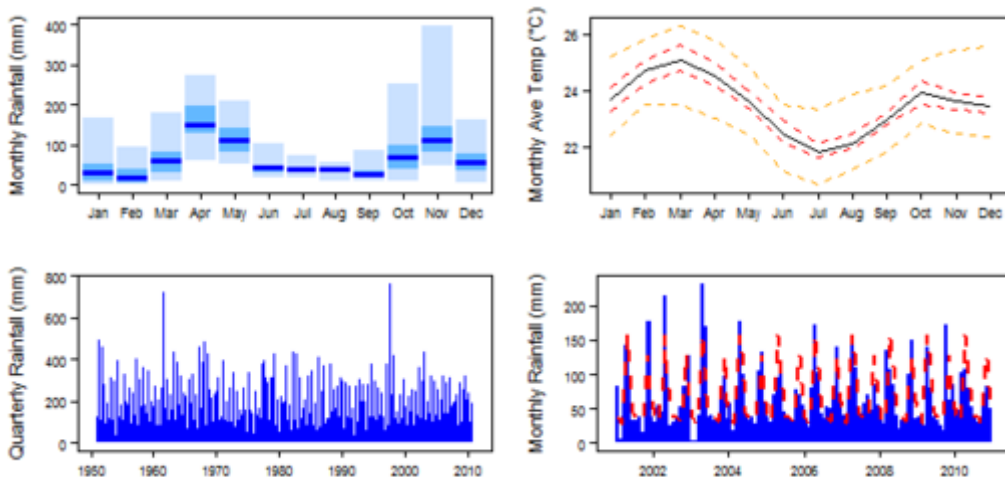 Monthly Rainfall (mm)
400
300
200
100
0
Jan Feb Mar Apr May Jun Jul Aug Sep Oct Nov Dec
Monthly Ave Temp (°C)
26
24
22
Jan Feb Mar Apr May Jun Jul Aug Sep Oct Nov Dec
Quarterly Rainfall (mm)
800
600
400
200
0
1950 1960 1970 1980 1990 2000 2010
Monthly Rainfall (mm)
200
150
100
50
0
2002 2004 2006 2008 2010